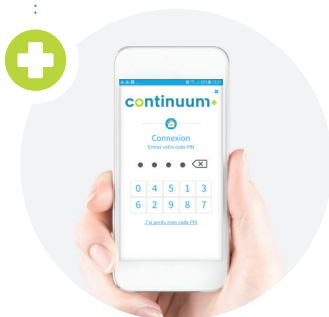 continuum+
Connexion
Entrez votre code PIN
0 4 5 1 3
6 2 9 8 7
J'ai perdu mon code PIN